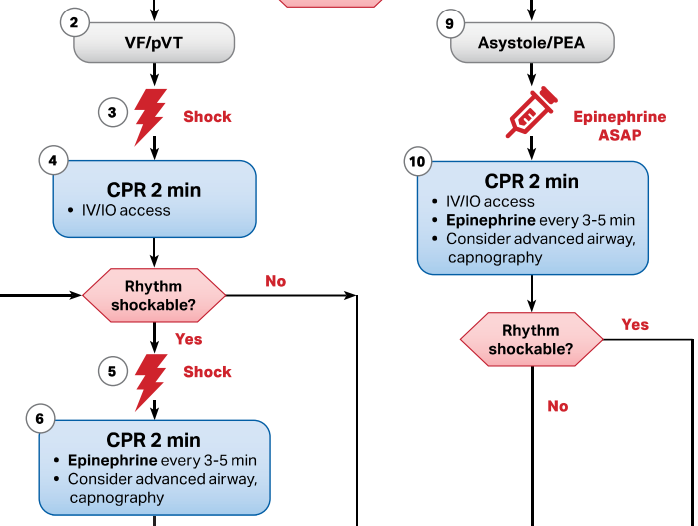 2
VF/pVT
3
Shock
4
CPR 2 min
• IV/IO access
Rhythm
shockable?
No
Yes
5
Shock
6
CPR 2 min
• Epinephrine every 3-5 min
• Consider advanced airway,
capnography
9
Asystole/PEA
Epinephrine
ASAP
10
CPR 2 min
• IV/IO access
• Epinephrine every 3-5 min
• Consider advanced airway,
capnography
Rhythm
shockable?
Yes
No